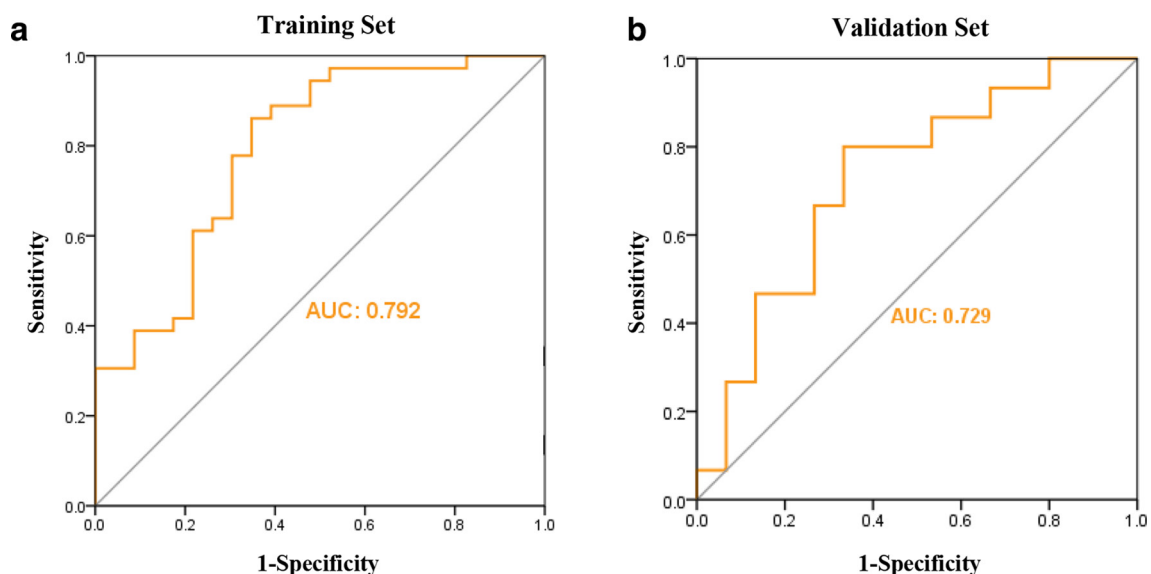 a
Training Set
1.0
0.8
0.6
0.4
0.2
0.0
Sensitivity
AUC: 0.792
0.0 0.2 0.4 0.6 0.8 1.0
1-Specificity
b
Validation Set
1.0
0.8
0.6
0.4
0.2
0.0
Sensitivity
AUC: 0.729
0.0 0.2 0.4 0.6 0.8 1.0
1-Specificity